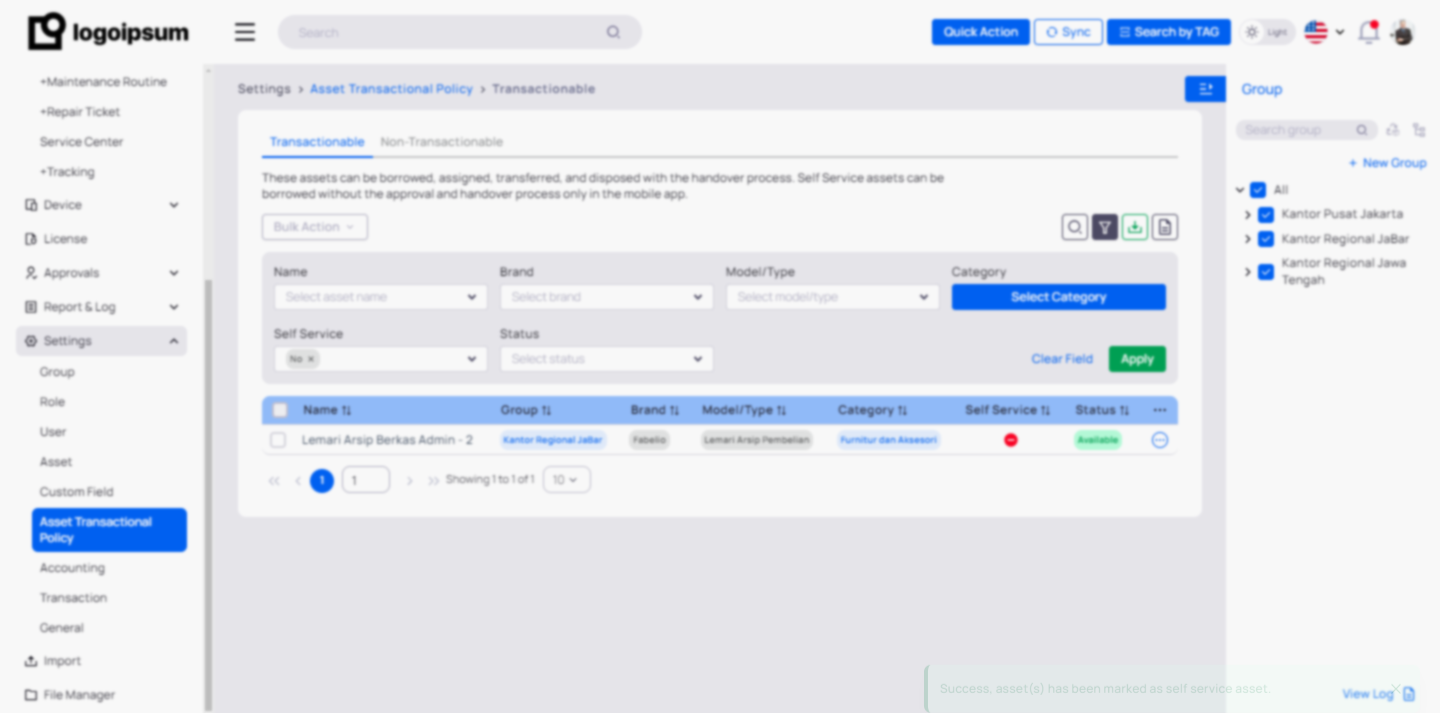 logoipsum
Search
Quick Action
Sync
Search by TAG
Light
+Maintenance Routine
+Repair Ticket
Service Center
+Tracking
Device
License
Approvals
Report & Log
Settings
Group
Role
User
Asset
Custom Field
Asset Transactional
Policy
Accounting
Transaction
General
Import
File Manager
Settings > Asset Transactional Policy > Transactionable
Transactionable Non-Transactionable
These assets can be borrowed, assigned, transferred, and disposed with the handover process. Self Service assets can be
borrowed without the approval and handover process only in the mobile app.
Bulk Action
Name Brand Model/Type Category
Select asset name Select brand Select model/type Select Category
Self Service Status
No × Select status Clear Field Apply
Name Group Brand Model/Type Category Self Service Status ...
Lemari Arsip Berkas Admin - 2 Kantor Regional JaBar Fabelio Lemari Arsip Pembelian Furnitur dan Aksesori Available
<< < 1 1 > >> Showing 1 to 1 of 1 10
Group
Search group
+ New Group
All
Kantor Pusat Jakarta
Kantor Regional JaBar
Kantor Regional Jawa
Tengah
Success, asset(s) has been marked as self service asset.
View Log